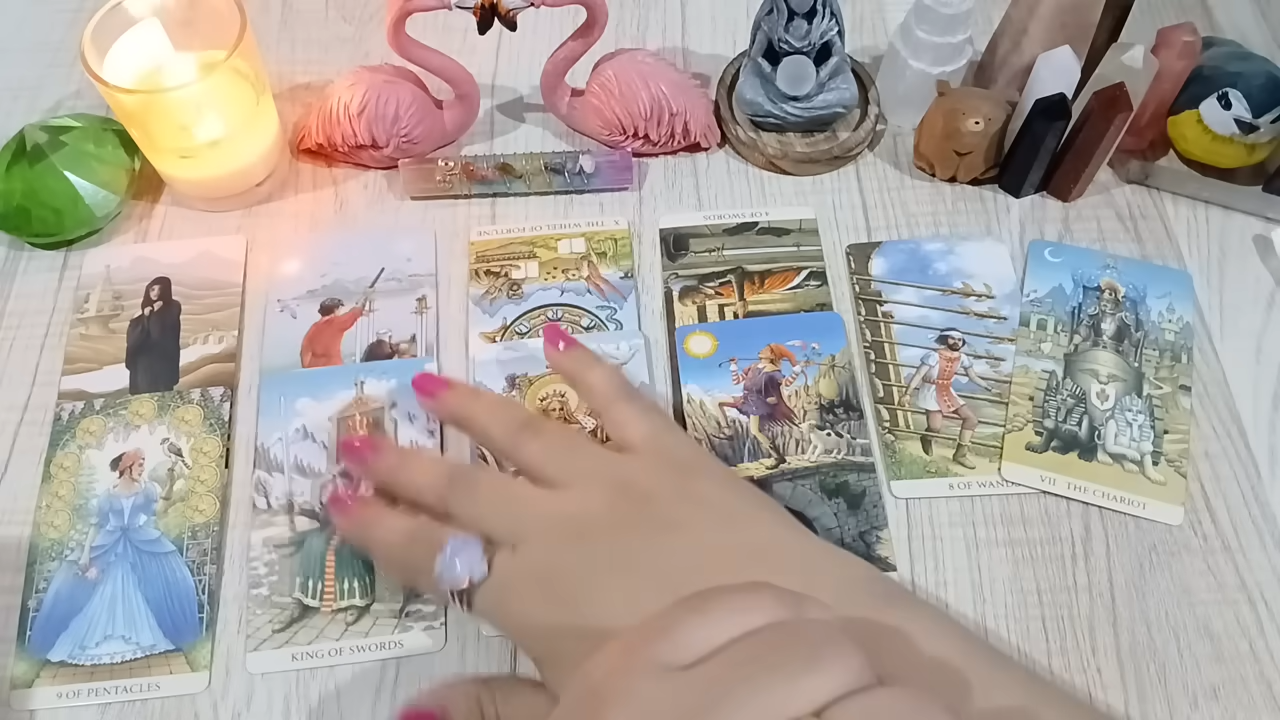 X THE WHEEL OF FORTUNE
4 OF SWORDS
8 OF WANDS
VII THE CHARIOT
KING OF SWORDS
9 OF PENTACLES